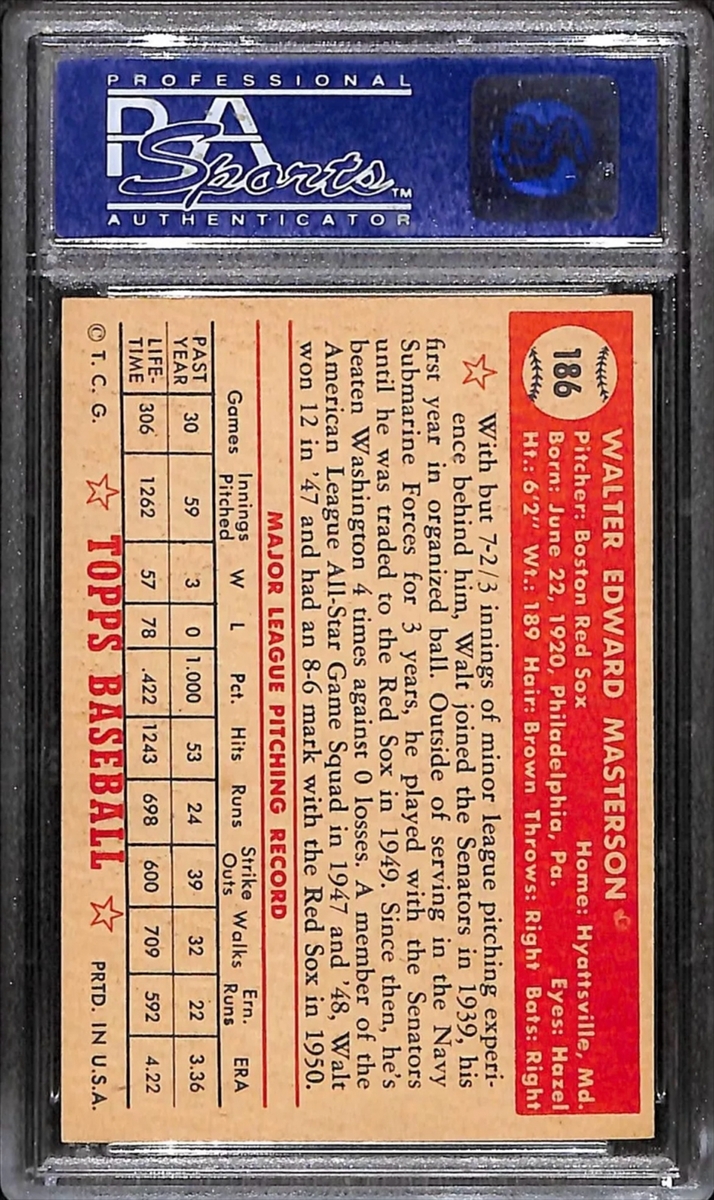 PROFESSIONAL
PSA
Sports™
AUTHENTICATOR
PSA
186
WALTER EDWARD MASTERSON
Pitcher: Boston Red Sox Home: Hyattsville, Md.
Born: June 22, 1920, Philadelphia, Pa. Eyes: Hazel
Ht.: 6'2" Wt.: 189 Hair: Brown Throws: Right Bats: Right
With but 7-2/3 innings of minor league pitching experi-
ence behind him, Walt joined the Senators in 1939, his
first year in organized ball. Outside of serving in the Navy
Submarine Forces for 3 years, he played with the Senators
until he was traded to the Red Sox in 1949. Since then, he's
beaten Washington 4 times against 0 losses. A member of the
American League All-Star Game Squad in 1947 and '48, Walt
won 12 in '47 and had an 8-6 mark with the Red Sox in 1950.
MAJOR LEAGUE PITCHING RECORD
Games Innings Pitched W L Pct. Hits Runs Strike Outs Walks Ern. Runs ERA
PAST YEAR 30 59 3 0 1.000 53 24 39 32 22 3.36
LIFE-TIME 306 1262 57 78 .422 1243 698 600 709 592 4.22
© T. C. G. TOPPS BASEBALL PRTD. IN U.S.A.